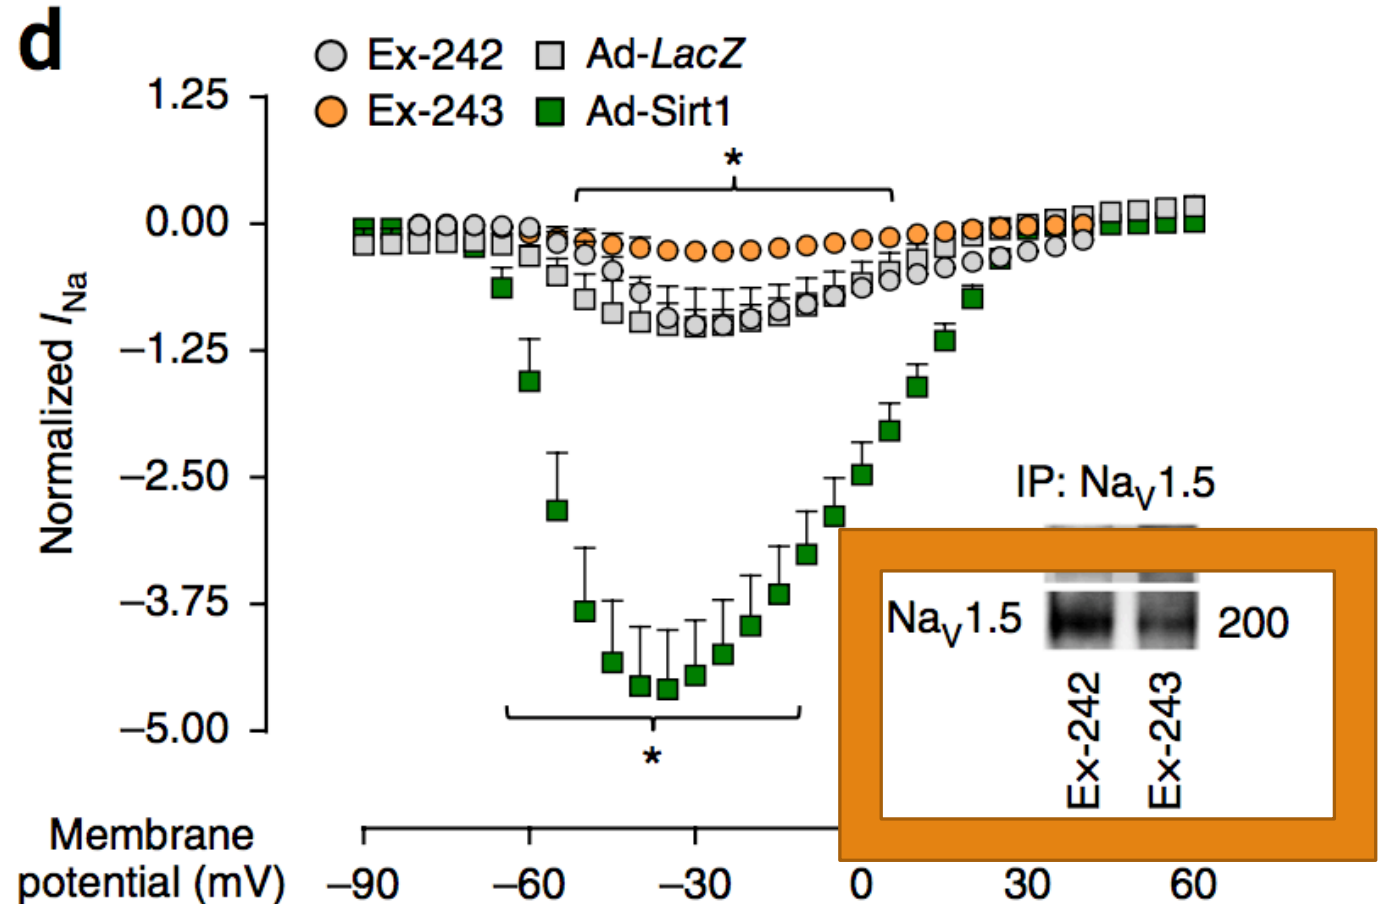 d
Ex-242 Ad-LacZ
Ex-243 Ad-Sirt1
*
1.25
0.00
–1.25
–2.50
–3.75
–5.00
Normalized INa
*
IP: NaV1.5
NaV1.5 200
Ex-242
Ex-243
Membrane
potential (mV) –90 –60 –30 0 30 60